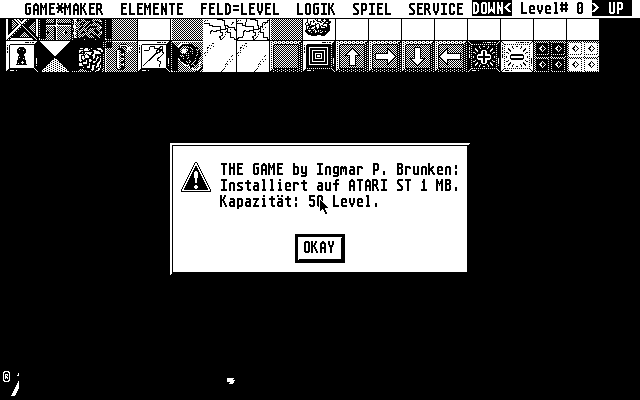 GAME*MAKER ELEMENTE FELD=LEVEL LOGIK SPIEL SERVICE DOWN< Level# 0 > UP
THE GAME by Ingmar P. Brunken:
Installiert auf ATARI ST 1 MB.
Kapazität: 50 Level.
OKAY
®